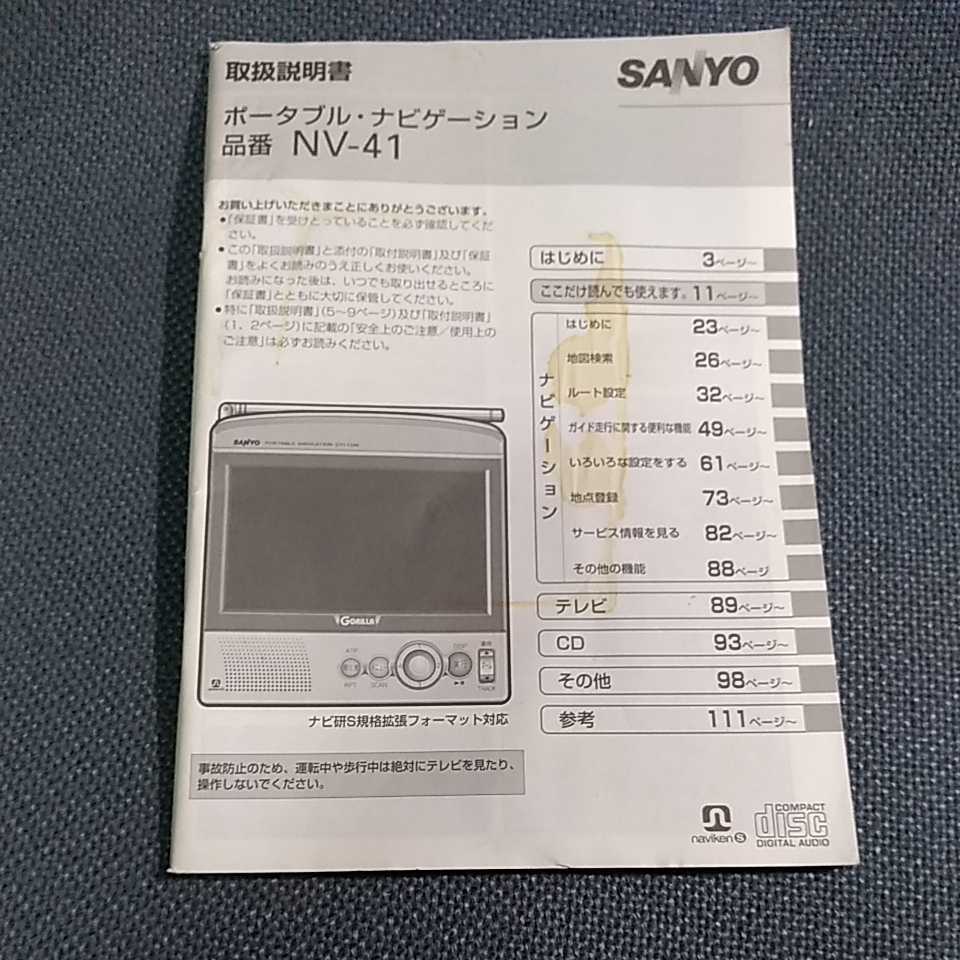 取扱説明書
SANYO
ポータブル・ナビゲーション
品番 NV-41
お買い上げいただきまことにありがとうございます。
●「保証書」を受けとっていることを必ず確認してくだ
さい。
●この「取扱説明書」と添付の「取付説明書」及び「保証
書」をよくお読みのうえ正しくお使いください。
お読みになった後は、いつでも取り出せるところに
「保証書」とともに大切に保管してください。
●特に「取扱説明書」(5～9ページ)及び「取付説明書」
(1、2ページ)に記載の「安全上のご注意／使用上の
ご注意」は必ずお読みください。
はじめに 3ページ～
ここだけ読んでも使えます。 11ページ～
ナビゲーション
はじめに 23ページ～
地図検索 26ページ～
ルート設定 32ページ～
ガイド走行に関する便利な機能 49ページ～
いろいろな設定をする 61ページ～
地点登録 73ページ～
サービス情報を見る 82ページ～
その他の機能 88ページ
テレビ 89ページ～
CD 93ページ～
その他 98ページ～
参考 111ページ～
SANYO PORTABLE NAVIGATION
GORILLA
RPT
SCAN
DISP
TRACK
ナビ研S規格拡張フォーマット対応
事故防止のため、運転中や歩行中は絶対にテレビを見たり、
操作しないでください。
naviken S
COMPACT
disc
DIGITAL AUDIO